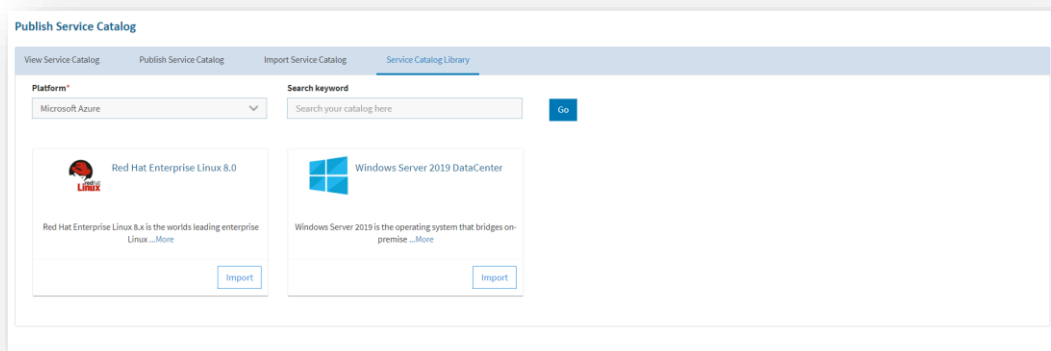 Publish Service Catalog
View Service Catalog
Publish Service Catalog
Import Service Catalog
Service Catalog Library
Platform*
Search keyword
Microsoft Azure
Search your catalog here
Go
redhat
Linux
Red Hat Enterprise Linux 8.0
Red Hat Enterprise Linux 8.x is the worlds leading enterprise
Linux ...More
Import
Windows Server 2019 DataCenter
Windows Server 2019 is the operating system that bridges on-
premise ...More
Import